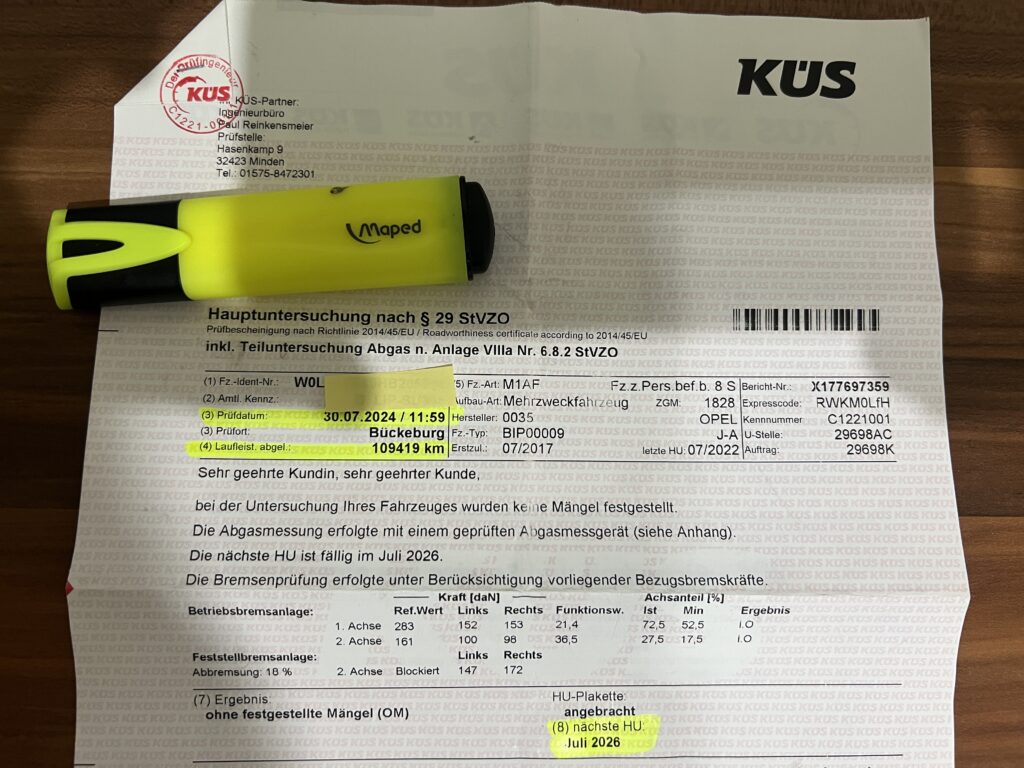 KÜS
Der Prüfingenieur
KÜS
KÜS-Partner:
Ingenieurbüro
Paul Reinkensmeier
Prüfstelle:
Hasenkamp 9
32423 Minden
Tel.: 01575-8472301
Maped
Hauptuntersuchung nach § 29 StVZO
Prüfbescheinigung nach Richtlinie 2014/45/EU / Roadworthiness certificate according to 2014/45/EU
inkl. Teiluntersuchung Abgas n. Anlage VIIIa Nr. 6.8.2 StVZO
(1) Fz.-Ident-Nr.: W0L (5) Fz.-Art: M1AF Fz.z.Pers.bef.b. 8 S Bericht-Nr.: X177697359
(2) Amtl. Kennz.: Aufbau-Art: Mehrzweckfahrzeug ZGM: 1828 Expresscode: RWKM0LfH
(3) Prüfdatum: 30.07.2024 / 11:59 Hersteller: 0035 OPEL Kennnummer C1221001
(3) Prüfort: Bückeburg Fz.-Typ: BIP00009 J-A U-Stelle: 29698AC
(4) Laufleist. abgel.: 109419 km Erstzul.: 07/2017 letzte HU: 07/2022 Auftrag: 29698K
Sehr geehrte Kundin, sehr geehrter Kunde,
bei der Untersuchung Ihres Fahrzeuges wurden keine Mängel festgestellt.
Die Abgasmessung erfolgte mit einem geprüften Abgasmessgerät (siehe Anhang).
Die nächste HU ist fällig im Juli 2026.
Die Bremsenprüfung erfolgte unter Berücksichtigung vorliegender Bezugsbremskräfte.
Kraft [daN] Achsanteil [%]
Betriebsbremsanlage: Ref.Wert Links Rechts Funktionsw. Ist Min Ergebnis
1. Achse 283 152 153 21,4 72,5 52,5 i.O
2. Achse 161 100 98 36,5 27,5 17,5 i.O
Feststellbremsanlage: Links Rechts
Abbremsung: 18 % 2. Achse Blockiert 147 172
(7) Ergebnis: HU-Plakette:
ohne festgestellte Mängel (OM) angebracht
(8) nächste HU:
Juli 2026